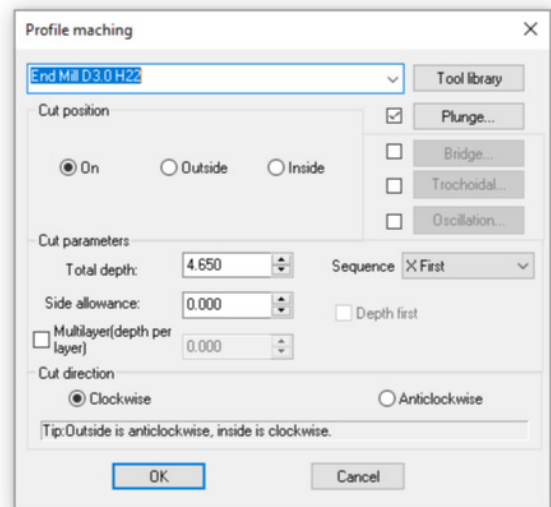 Profile maching
End Mill D3.0 H22
Tool library
Cut position
Plunge...
On
Outside
Inside
Bridge...
Trochoidal...
Oscillation...
Cut parameters
Total depth:
4.650
Sequence
X First
Side allowance:
0.000
Depth first
Multilayer(depth per
layer)
0.000
Cut direction
Clockwise
Anticlockwise
Tip:Outside is anticlockwise, inside is clockwise.
OK
Cancel